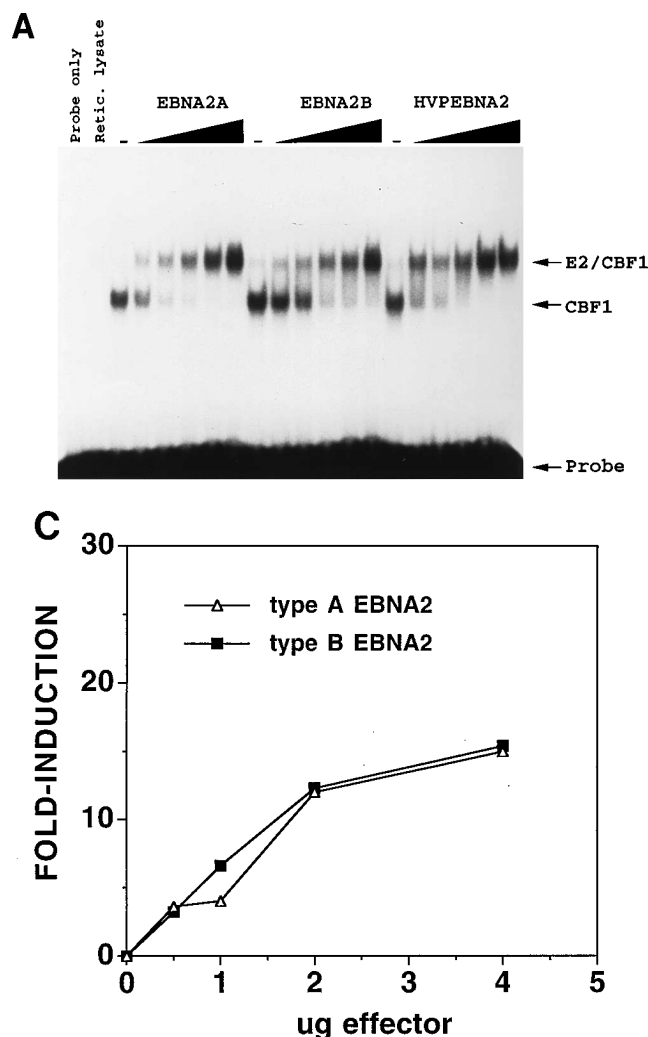 A
Probe only
Retic. lysate
EBNA2A EBNA2B HVPEBNA2
- - -
E2/CBF1
CBF1
Probe
C
30
20
10
0
type A EBNA2
type B EBNA2
FOLD-INDUCTION
0 1 2 3 4 5
ug effector